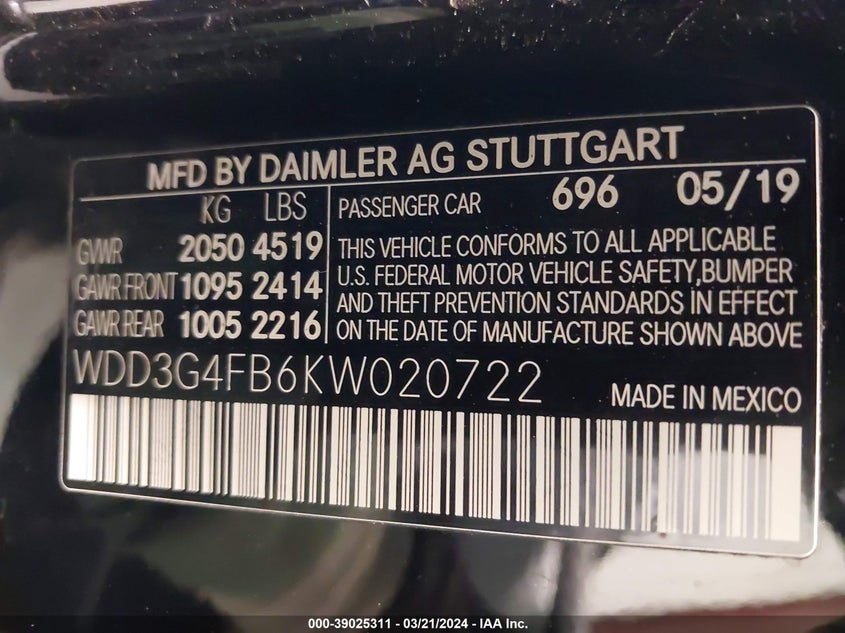 MFD BY DAIMLER AG STUTTGART
KG LBS
GVWR 2050 4519
GAWR FRONT 1095 2414
GAWR REAR 1005 2216
PASSENGER CAR 696 05/19
THIS VEHICLE CONFORMS TO ALL APPLICABLE
U.S. FEDERAL MOTOR VEHICLE SAFETY,BUMPER
AND THEFT PREVENTION STANDARDS IN EFFECT
ON THE DATE OF MANUFACTURE SHOWN ABOVE
WDD3G4FB6KW020722
MADE IN MEXICO
000-39025311 / 03/21/2024 - IAA Inc.